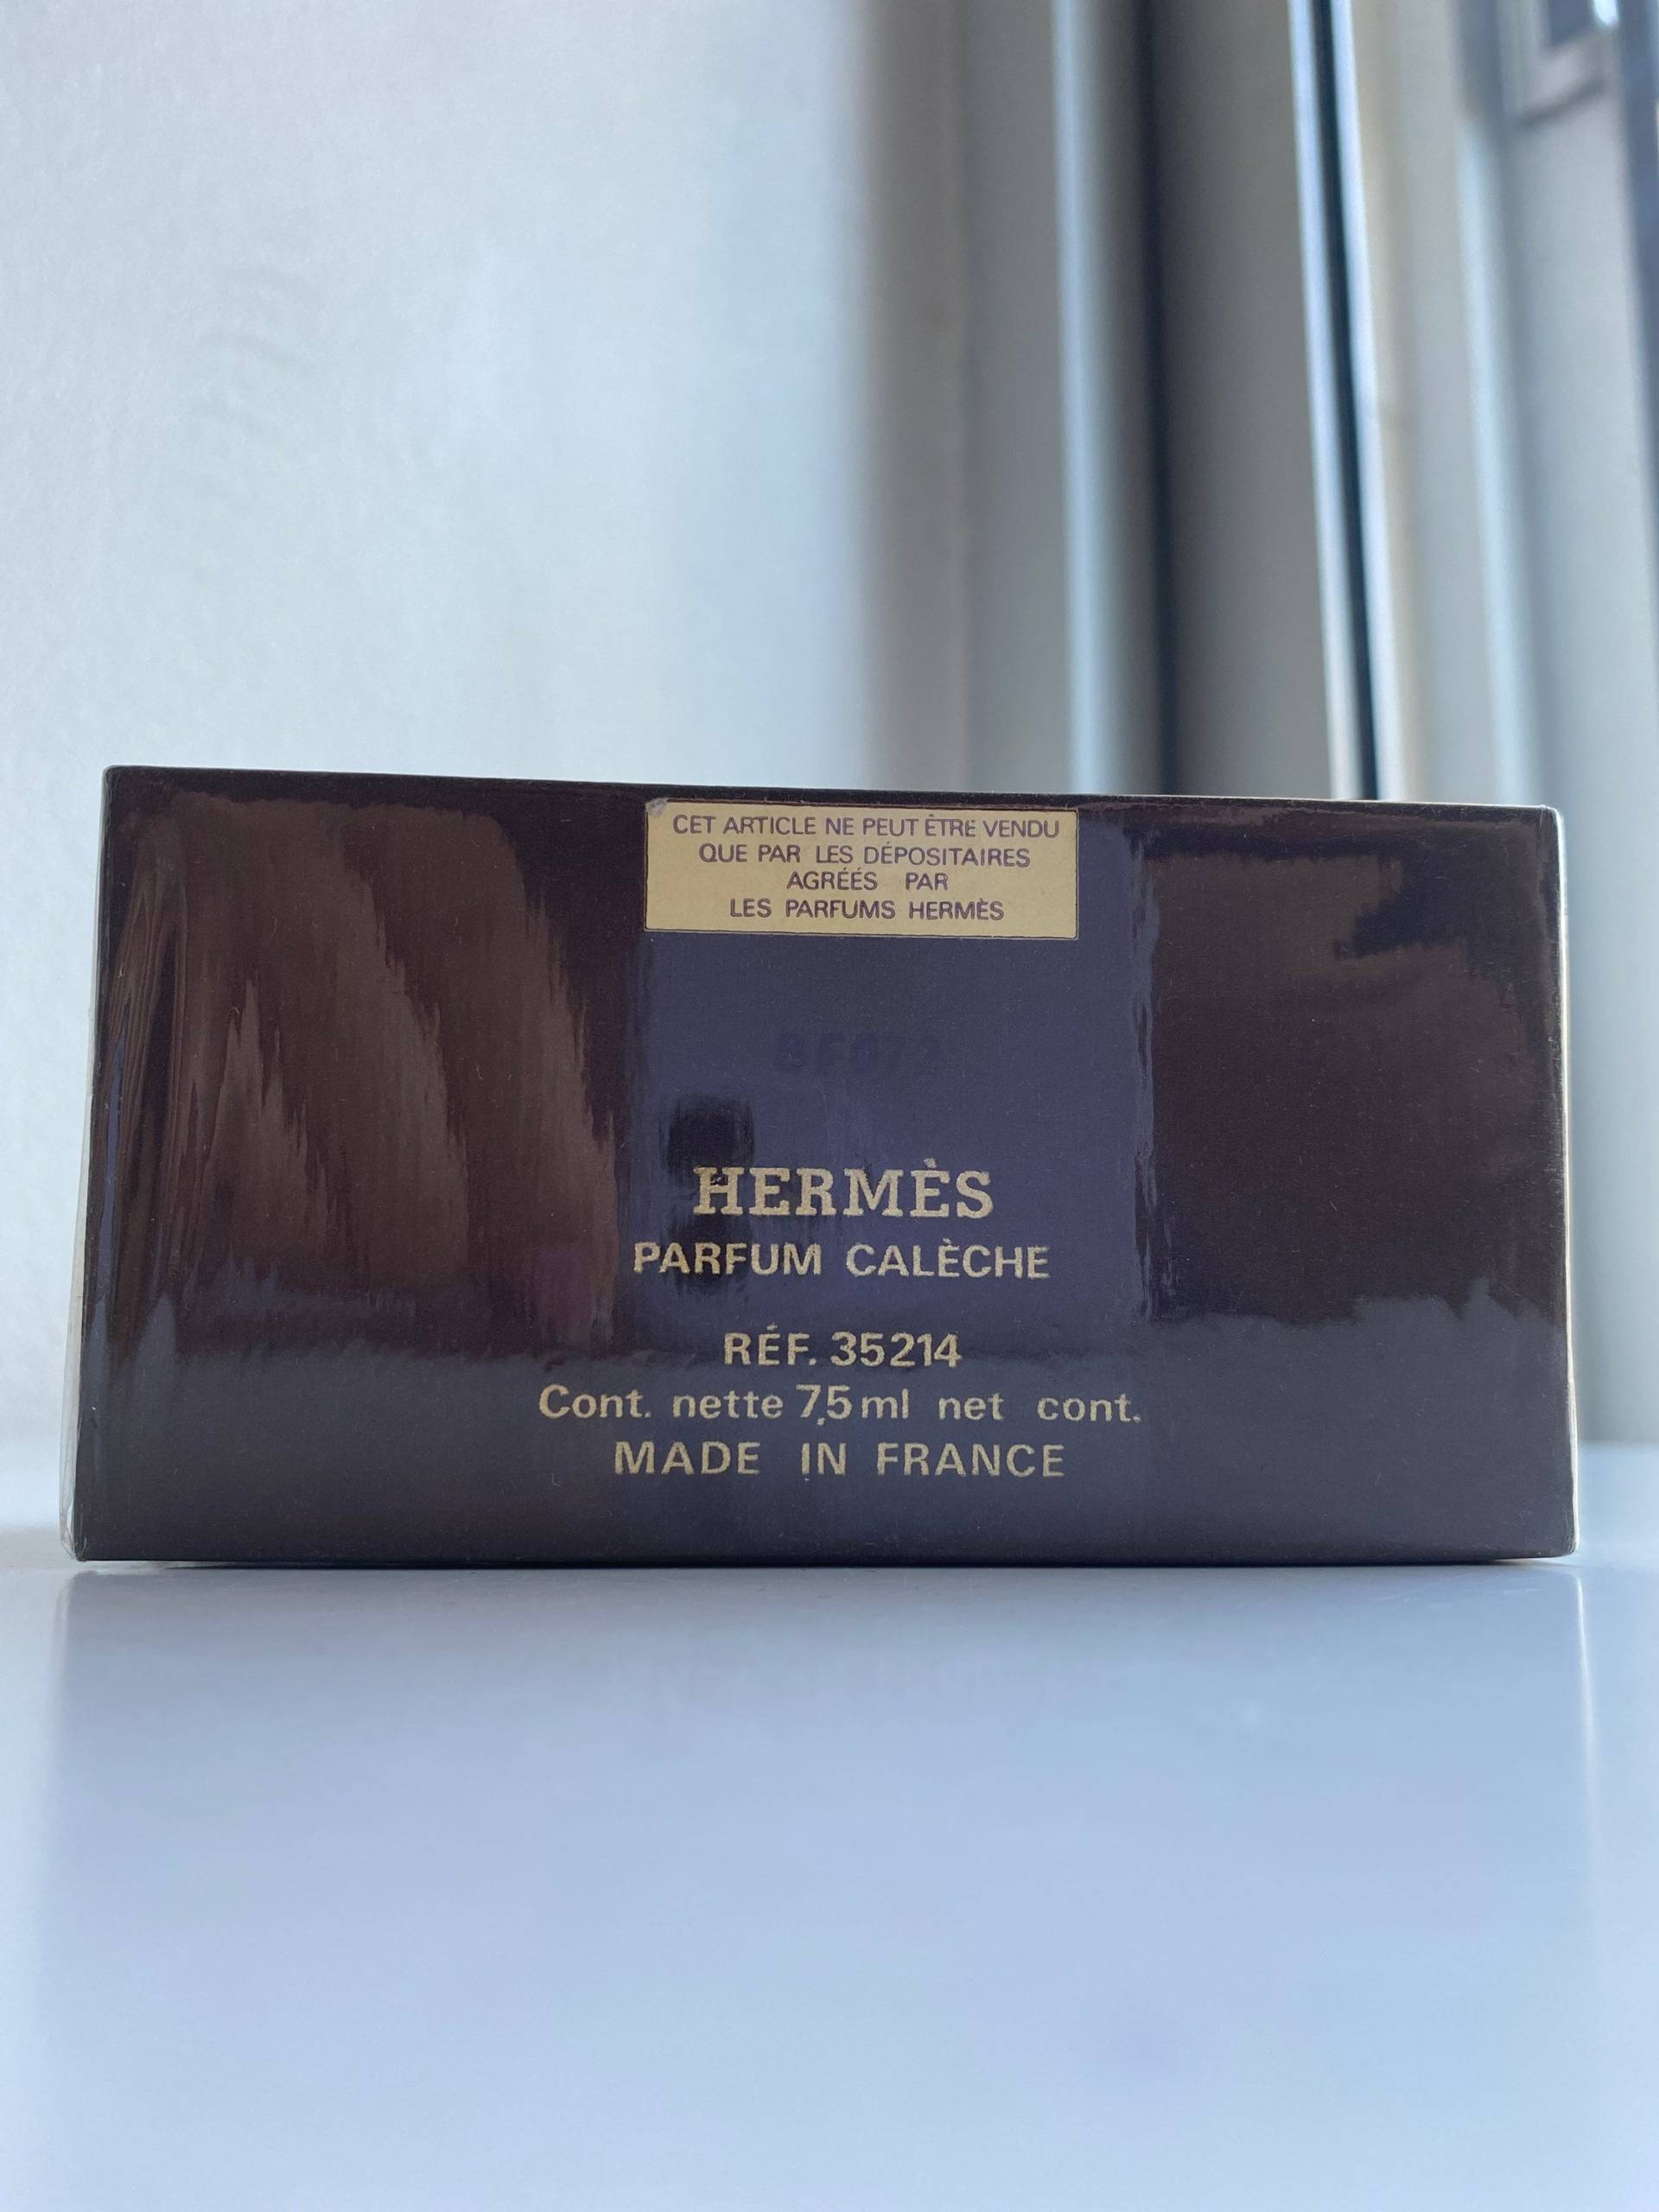 CET ARTICLE NE PEUT ÊTRE VENDU
QUE PAR LES DÉPOSITAIRES
AGRÉÉS PAR
LES PARFUMS HERMÈS
HERMÈS
PARFUM CALÈCHE
RÉF. 35214
Cont. nette 7,5 ml net cont.
MADE IN FRANCE